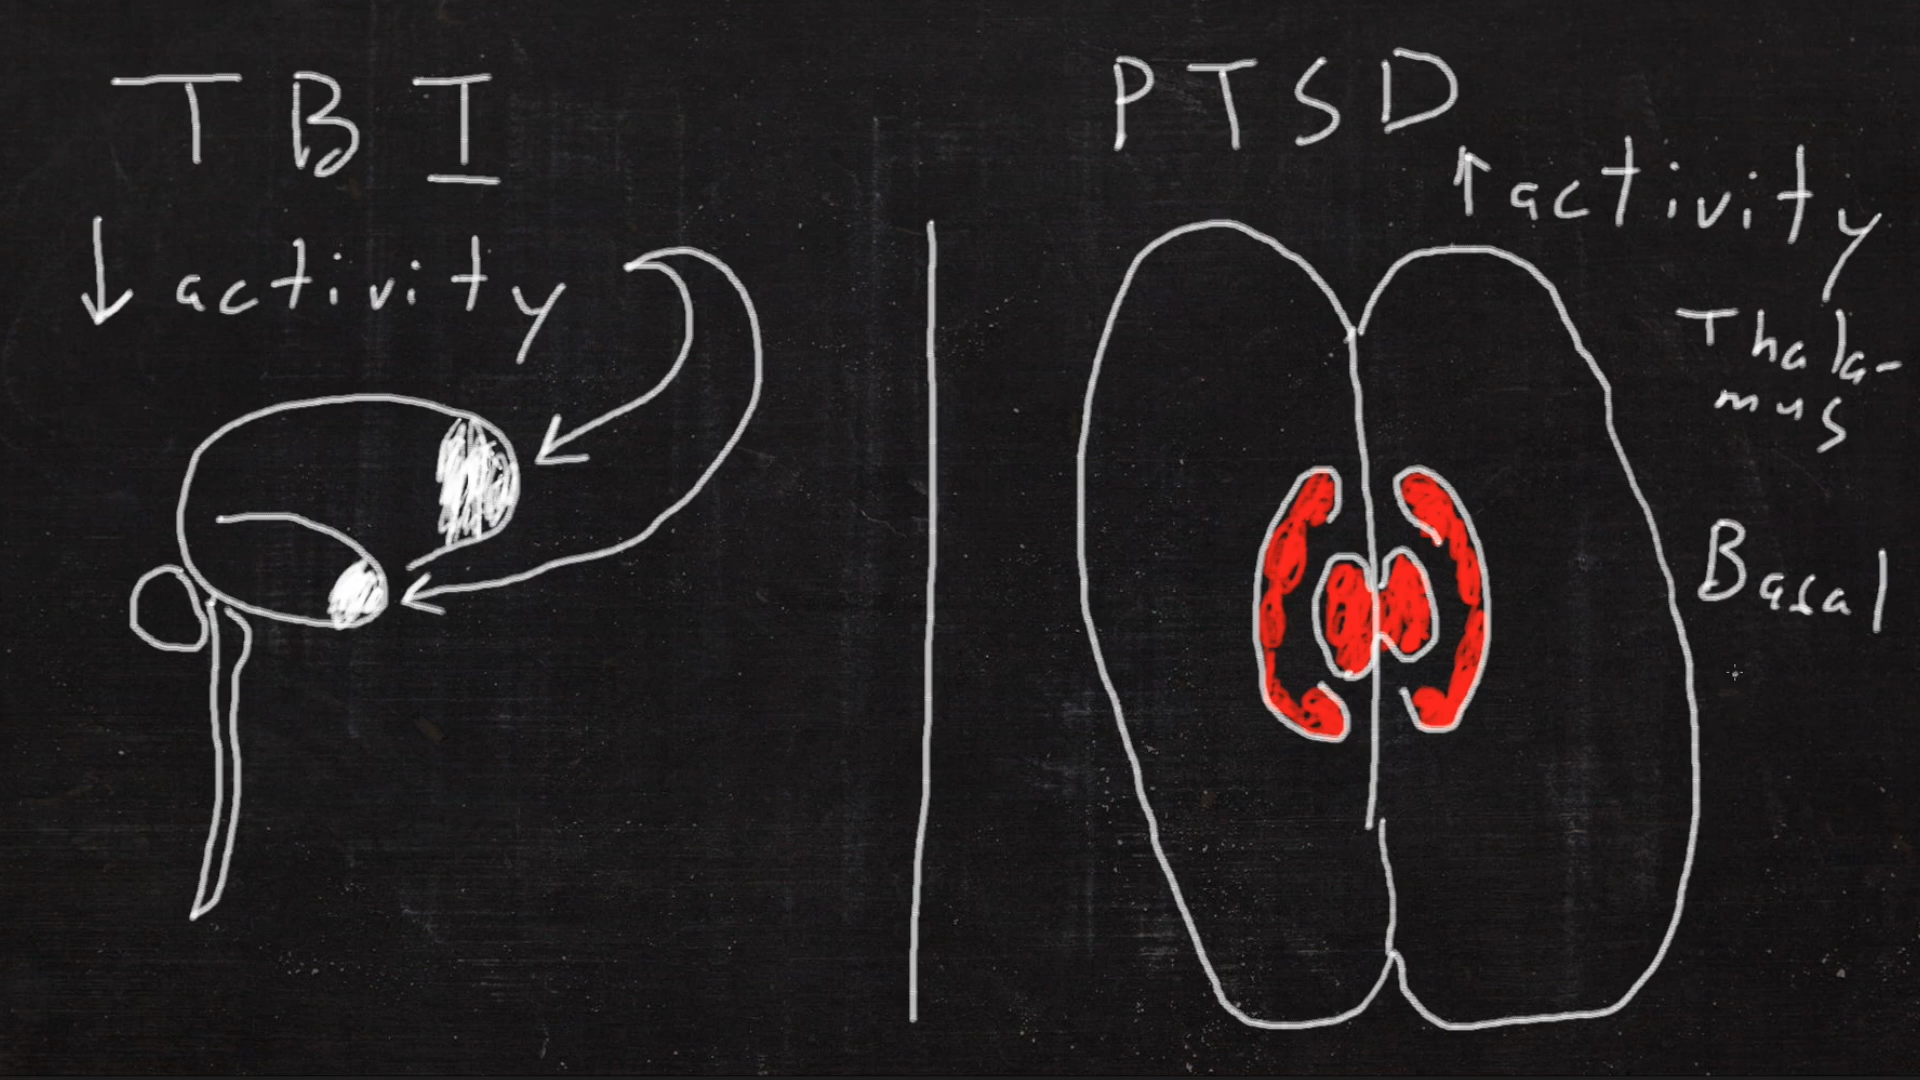 TBI
↓ activity
PTSD
↑ activity
Thala-
mus
Basal